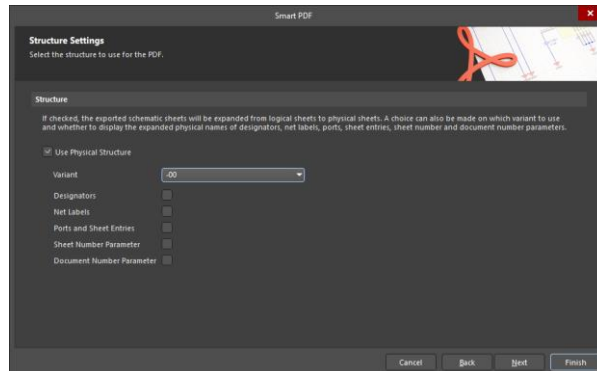 Smart PDF
Structure Settings
Select the structure to use for the PDF.
Structure
If checked, the exported schematic sheets will be expanded from logical sheets to physical sheets. A choice can also be made on which variant to use
and whether to display the expanded physical names of designators, net labels, ports, sheet entries, sheet number and document number parameters.
Use Physical Structure
Variant -00
Designators
Net Labels
Ports and Sheet Entries
Sheet Number Parameter
Document Number Parameter
Cancel Back Next Finish